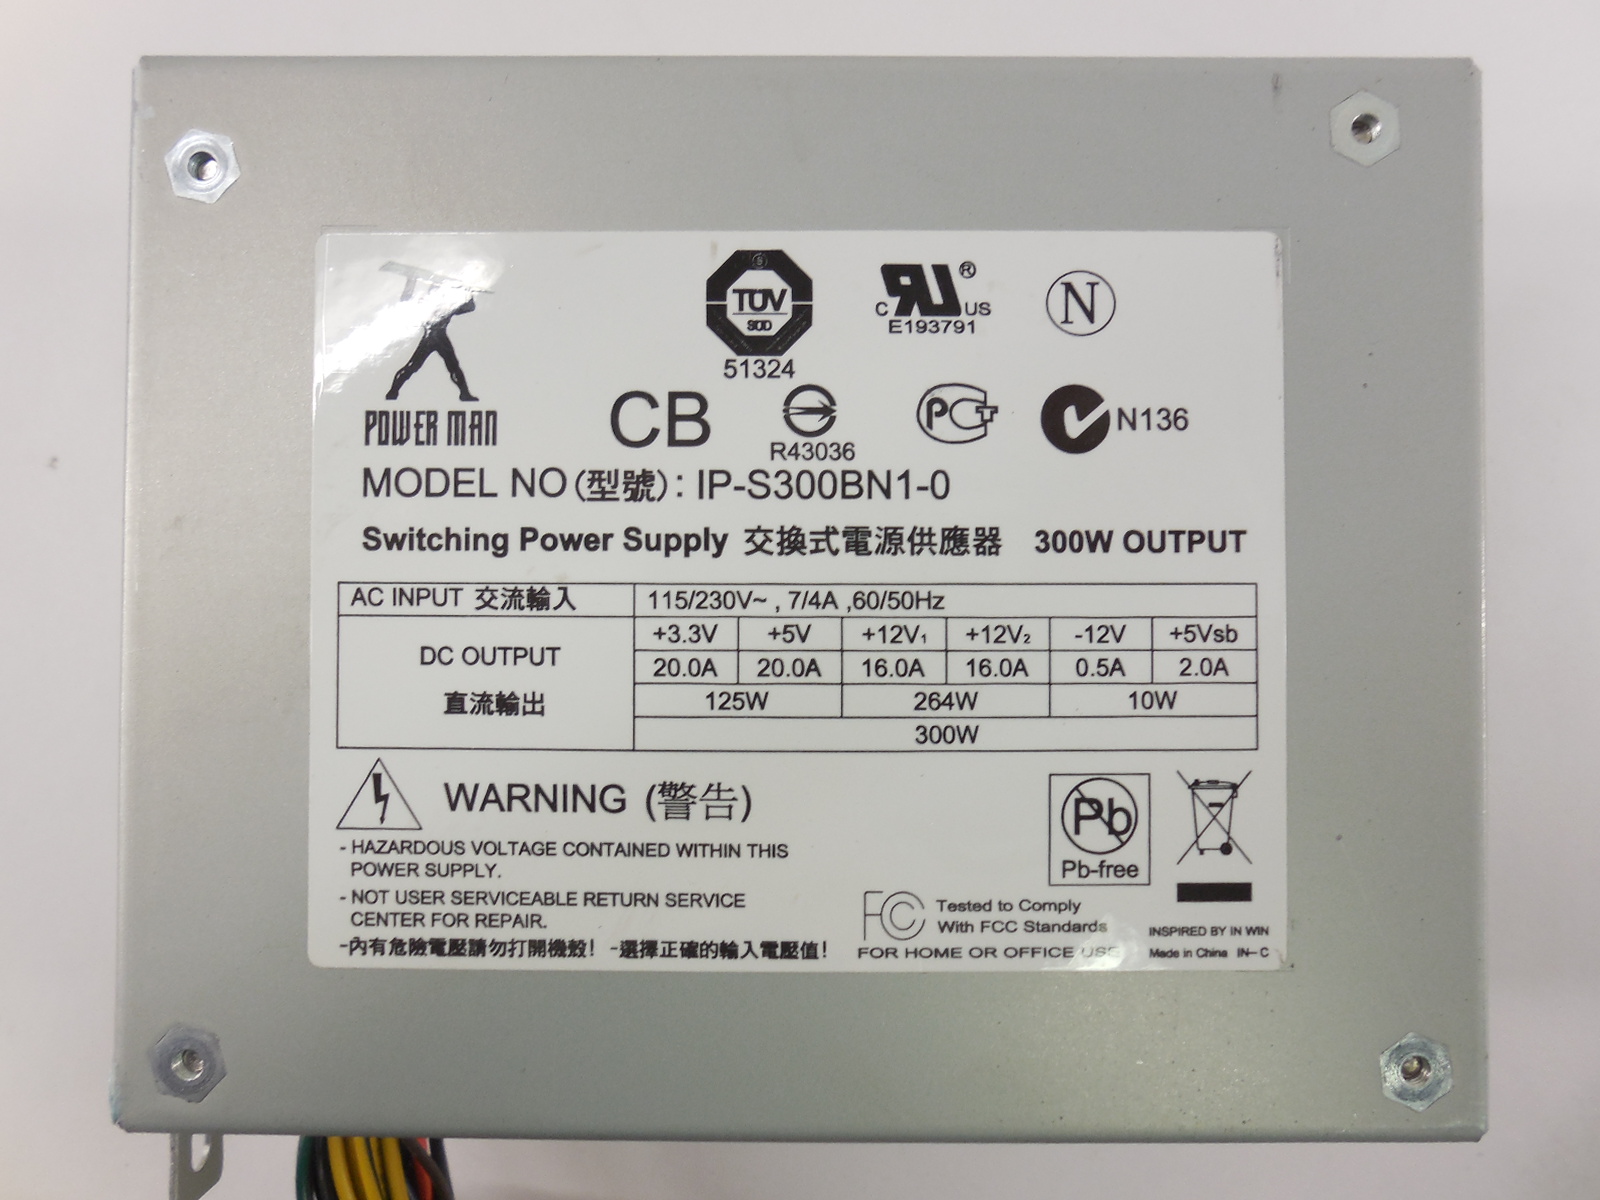 TÜV
SÜD
51324
C RU US ®
E193791
N
POWER MAN
CB
R43036
PCT
N136
MODEL NO (型號): IP-S300BN1-0
Switching Power Supply 交換式電源供應器 300W OUTPUT
AC INPUT 交流輸入 115/230V~ , 7/4A ,60/50Hz
DC OUTPUT
直流輸出
+3.3V +5V +12V₁ +12V₂ -12V +5Vsb
20.0A 20.0A 16.0A 16.0A 0.5A 2.0A
125W 264W 10W
300W
WARNING (警告)
- HAZARDOUS VOLTAGE CONTAINED WITHIN THIS
POWER SUPPLY.
- NOT USER SERVICEABLE RETURN SERVICE
CENTER FOR REPAIR.
-內有危險電壓請勿打開機殼! -選擇正確的輸入電壓值!
Pb
Pb-free
FC Tested to Comply
With FCC Standards
FOR HOME OR OFFICE USE
INSPIRED BY IN WIN
Made in China IN-C